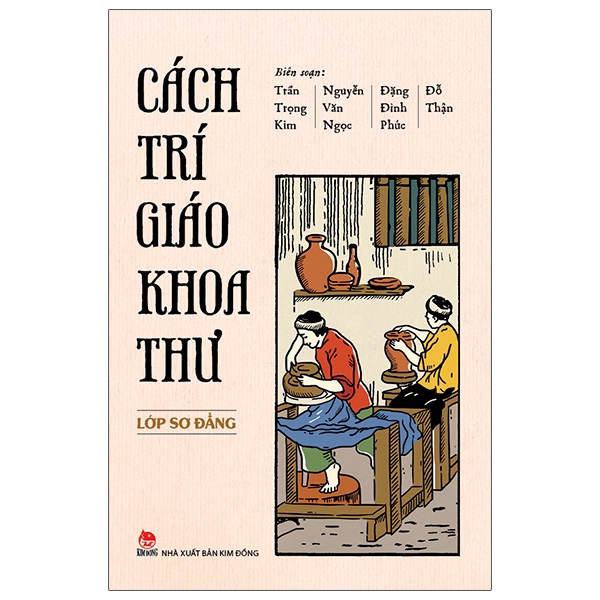 CÁCH
TRÍ
GIÁO
KHOA
THƯ
LỚP SƠ ĐẲNG
Biên soạn:
Trần
Trọng
Kim
Nguyễn
Văn
Ngọc
Đặng
Đình
Phúc
Đỗ
Thận
KIM ĐỒNG
NHÀ XUẤT BẢN KIM ĐỒNG